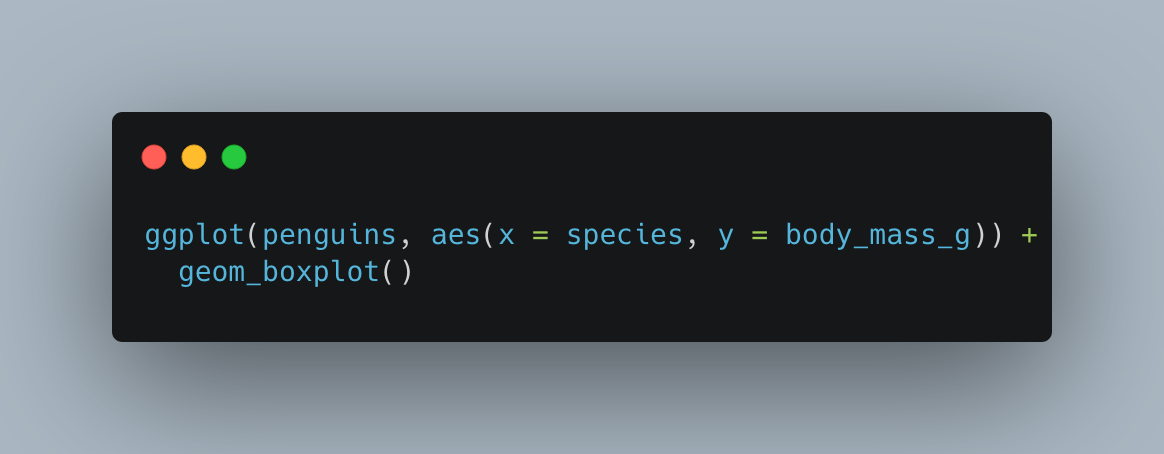 ggplot(penguins, aes(x = species, y = body_mass_g)) +
  geom_boxplot()